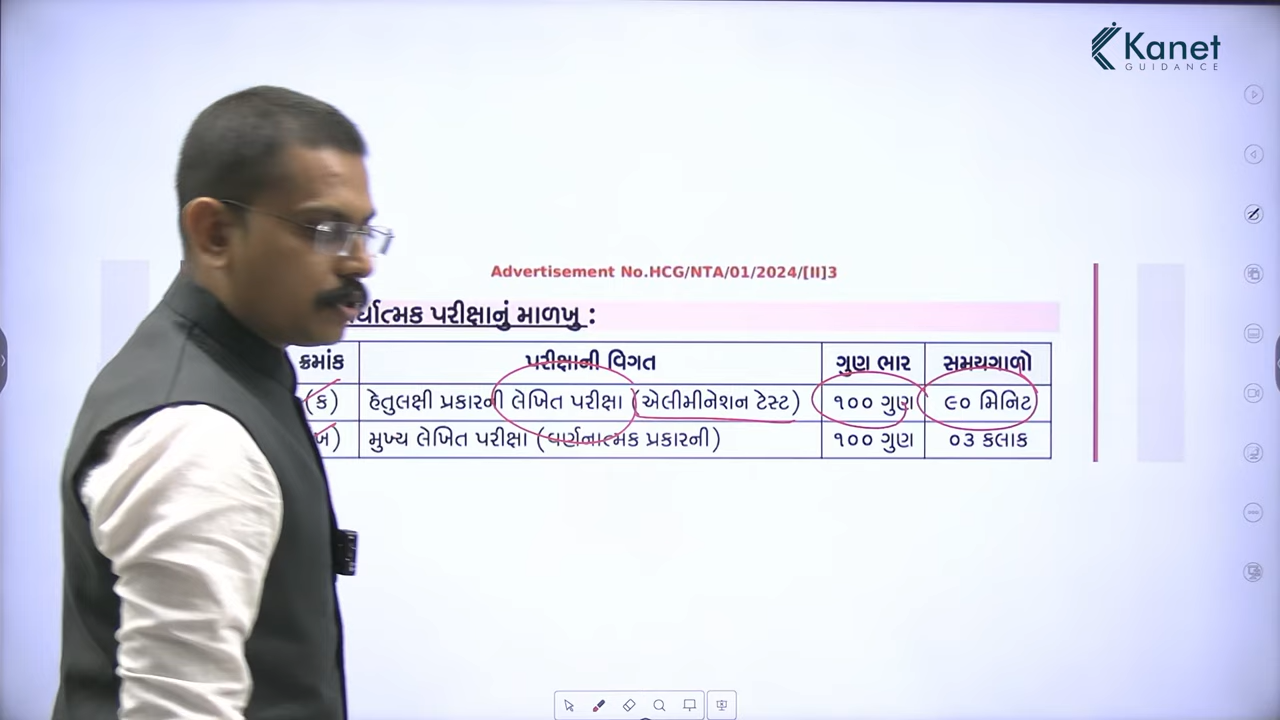 Kanet
GUIDANCE
Advertisement No.HCG/NTA/01/2024/[II]3
પરીક્ષાનું માળખુ :
ક્રમાંક પરીક્ષાની વિગત ગુણ ભાર સમયગાળો
(ક) હેતુલક્ષી પ્રકારની લેખિત પરીક્ષા (એલીમીનેશન ટેસ્ટ) ૧૦૦ ગુણ ૯૦ મિનિટ
ખ) મુખ્ય લેખિત પરીક્ષા (વર્ણનાત્મક પ્રકારની) ૧૦૦ ગુણ ૦૩ કલાક